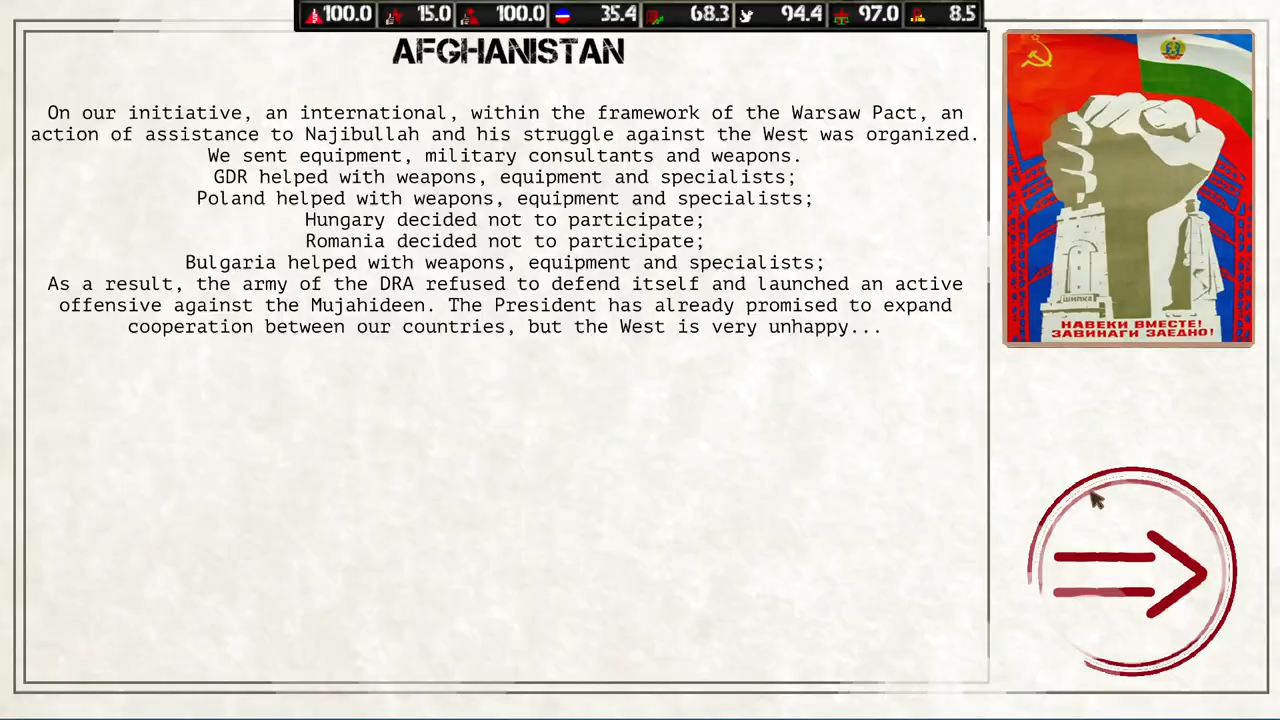 100.0 15.0 100.0 35.4 68.3 94.4 97.0 8.5
AFGHANISTAN
On our initiative, an international, within the framework of the Warsaw Pact, an
action of assistance to Najibullah and his struggle against the West was organized.
We sent equipment, military consultants and weapons.
GDR helped with weapons, equipment and specialists;
Poland helped with weapons, equipment and specialists;
Hungary decided not to participate;
Romania decided not to participate;
Bulgaria helped with weapons, equipment and specialists;
As a result, the army of the DRA refused to defend itself and launched an active
offensive against the Mujahideen. The President has already promised to expand
cooperation between our countries, but the West is very unhappy...
ШИПКА
НАВЕКИ ВМЕСТЕ!
ЗАВИНАГИ ЗАЕДНО!